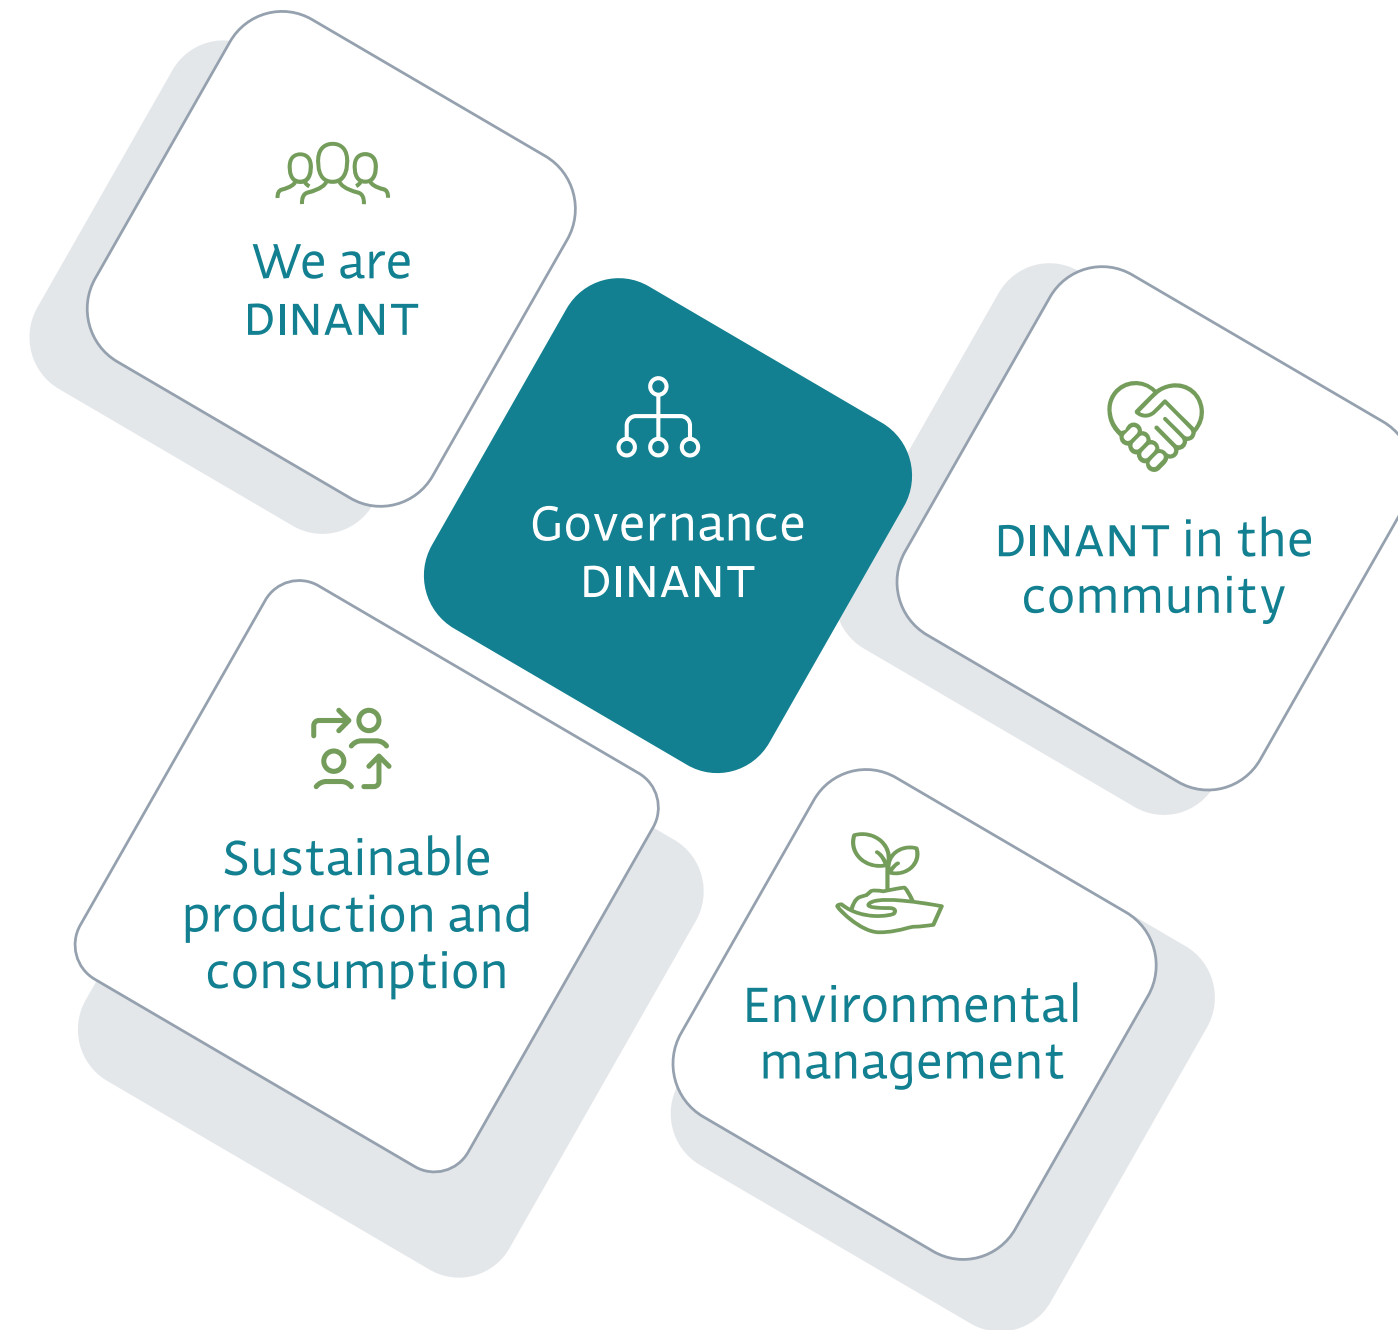 We are
DINANT
Governance
DINANT
DINANT in the
community
Sustainable
production and
consumption
Environmental
management